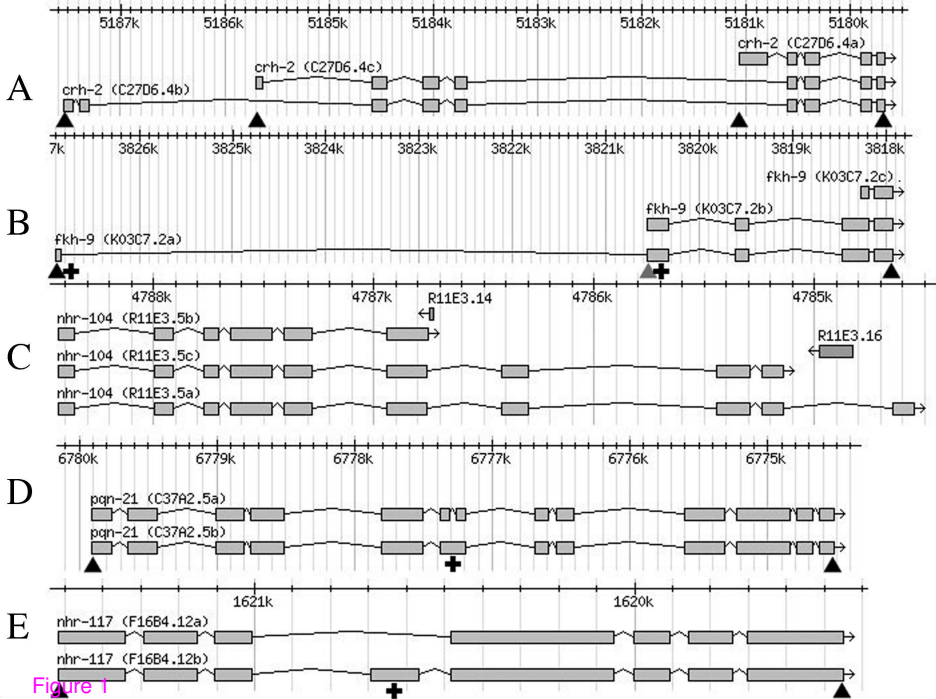 5187k 5186k 5185k 5184k 5183k 5182k 5181k 5180k
crh-2 (C27D6.4a)
crh-2 (C27D6.4c)
A
crh-2 (C27D6.4b)
7k 3826k 3825k 3824k 3823k 3822k 3821k 3820k 3819k 3818k
fkh-9 (K03C7.2c) .
fkh-9 (K03C7.2b)
B
fkh-9 (K03C7.2a)
4788k 4787k 4786k 4785k
R11E3.14
nhr-104 (R11E3.5b)
R11E3.16
C
nhr-104 (R11E3.5c)
nhr-104 (R11E3.5a)
6780k 6779k 6778k 6777k 6776k 6775k
D
pqn-21 (C37A2.5a)
pqn-21 (C37A2.5b)
1621k 1620k
E
nhr-117 (F16B4.12a)
nhr-117 (F16B4.12b)
Figure 1